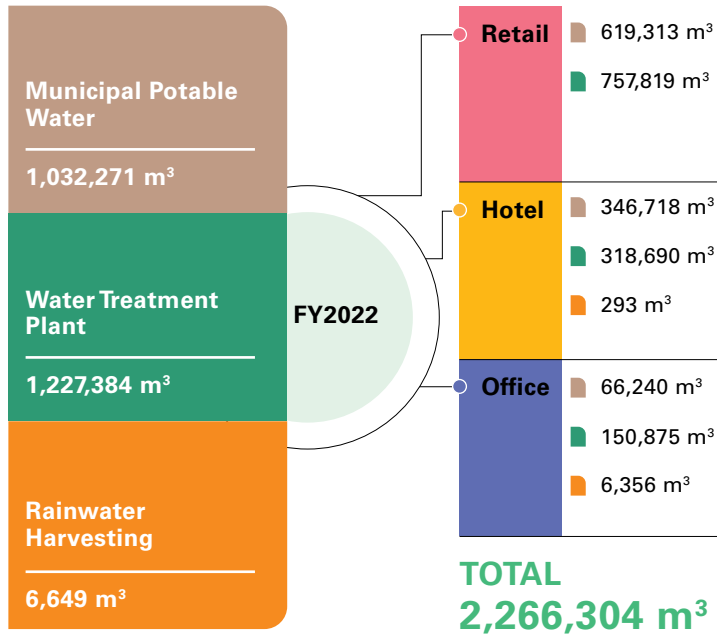 Municipal Potable
Water
1,032,271 m³
Water Treatment
Plant
1,227,384 m³
Rainwater
Harvesting
6,649 m³
FY2022
Retail
619,313 m³
757,819 m³
Hotel
346,718 m³
318,690 m³
293 m³
Office
66,240 m³
150,875 m³
6,356 m³
TOTAL
2,266,304 m³